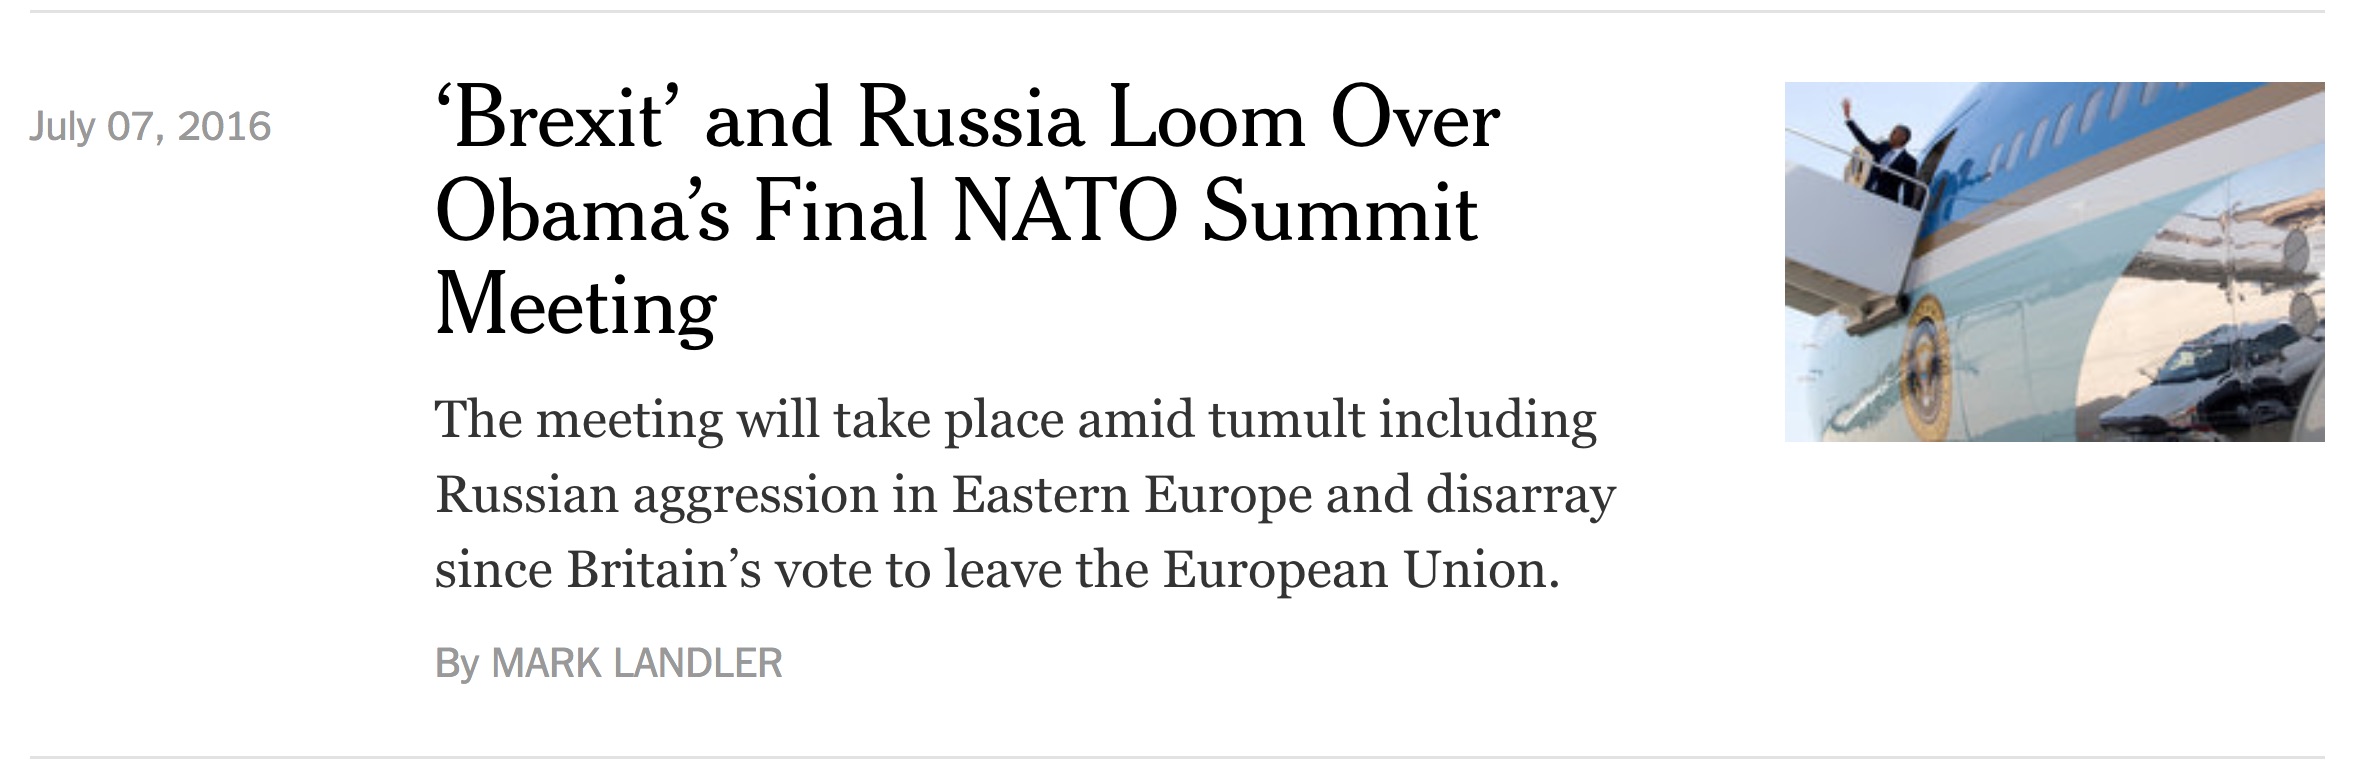 July 07, 2016
‘Brexit’ and Russia Loom Over
Obama’s Final NATO Summit
Meeting
The meeting will take place amid tumult including
Russian aggression in Eastern Europe and disarray
since Britain’s vote to leave the European Union.
By MARK LANDLER